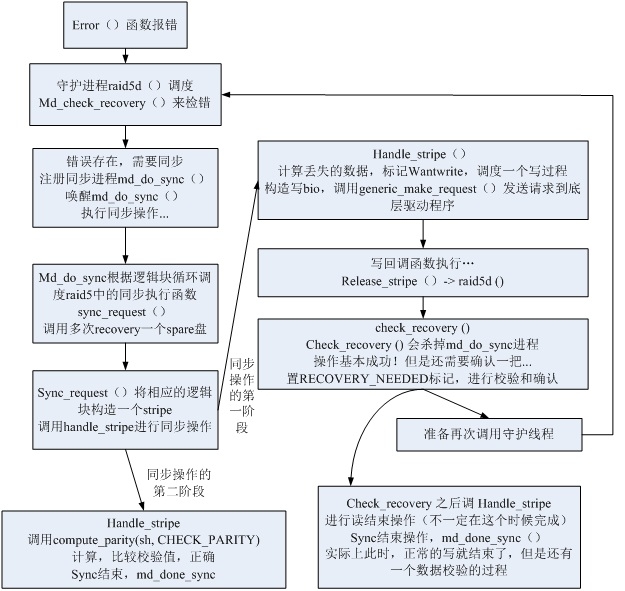 Error（）函数报错
守护进程raid5d（）调度
Md_check_recovery（）来检错
错误存在，需要同步
注册同步进程md_do_sync（）
唤醒md_do_sync（）
执行同步操作...
Md_do_sync根据逻辑块循环调
度raid5中的同步执行函数
sync_request（）
调用多次recovery一个spare盘
Sync_request（）将相应的逻辑
块构造一个stripe
调用handle_stripe进行同步操作
同步
操作
的第
一阶
段
同步操作的
第二阶段
Handle_stripe
调用compute_parity(sh, CHECK_PARITY)
计算，比较校验值，正确
Sync结束，md_done_sync
Handle_stripe（）
计算丢失的数据，标记Wantwrite，调度一个写过程
构造写bio，调用generic_make_request（）发送请求到底
层驱动程序
写回调函数执行…
Release_stripe（）-> raid5d ()
check_recovery ()
Check_recovery () 会杀掉md_do_sync进程
操作基本成功！但是还需要确认一把...
置RECOVERY_NEEDED标记，进行校验和确认
准备再次调用守护线程
Check_recovery 之后调 Handle_stripe
进行读结束操作（不一定在这个时候完成）
Sync结束操作，md_done_sync（）
实际上此时，正常的写就结束了，但是还有
一个数据校验的过程